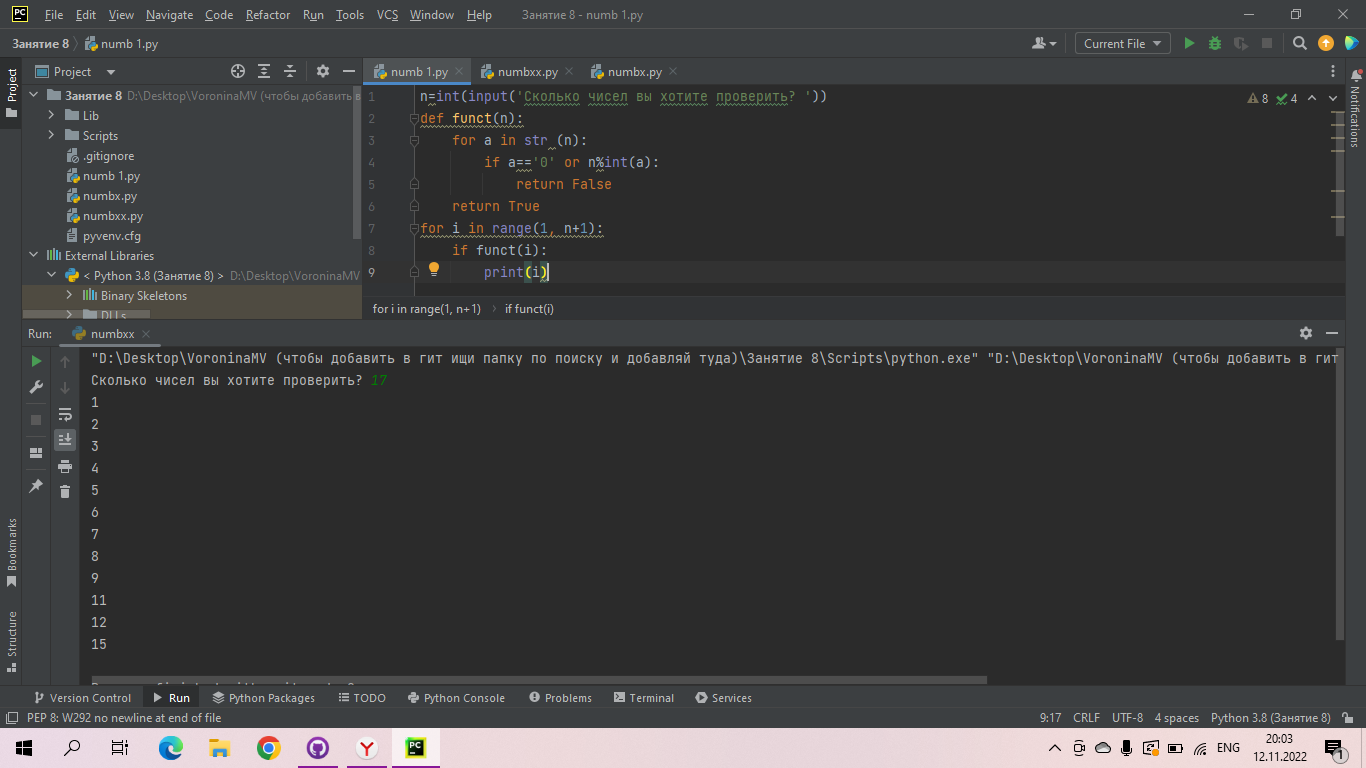 PC File Edit View Navigate Code Refactor Run Tools VCS Window Help Занятие 8 - numb 1.py
Занятие 8 numb 1.py Current File
Project
Project
numb 1.py numbxx.py numbx.py
Занятие 8 D:\Desktop\VoroninaMV (чтобы добавить в
Lib
Scripts
.gitignore
numb 1.py
numbx.py
numbxx.py
pyvenv.cfg
External Libraries
< Python 3.8 (Занятие 8) > D:\Desktop\VoroninaMV
Binary Skeletons
DLLs
1 n=int(input('Сколько чисел вы хотите проверить? '))
2 def funct(n):
3 for a in str (n):
4 if a=='0' or n%int(a):
5 return False
6 return True
7 for i in range(1, n+1):
8 if funct(i):
9 print(i)
8 4
Notifications
for i in range(1, n+1) if funct(i)
Run: numbxx
"D:\Desktop\VoroninaMV (чтобы добавить в гит ищи папку по поиску и добавляй туда)\Занятие 8\Scripts\python.exe" "D:\Desktop\VoroninaMV (чтобы добавить в гит
Сколько чисел вы хотите проверить? 17
1
2
3
4
5
6
7
8
9
11
12
15
Bookmarks
Structure
Version Control Run Python Packages TODO Python Console Problems Terminal Services
PEP 8: W292 no newline at end of file 9:17 CRLF UTF-8 4 spaces Python 3.8 (Занятие 8)
PC ENG 20:03
12.11.2022 1